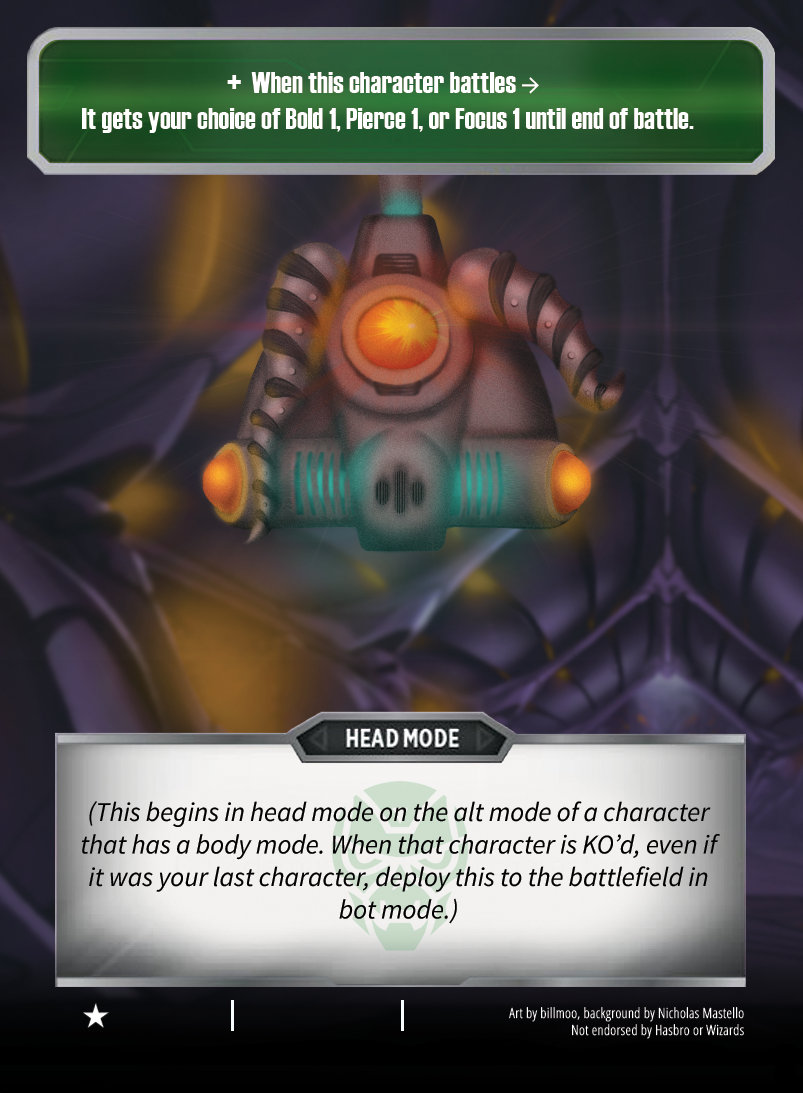 + When this character battles →
It gets your choice of Bold 1, Pierce 1, or Focus 1 until end of battle.
HEAD MODE
(This begins in head mode on the alt mode of a character
that has a body mode. When that character is KO’d, even if
it was your last character, deploy this to the battlefield in
bot mode.)
Art by billmoo, background by Nicholas Mastello
Not endorsed by Hasbro or Wizards